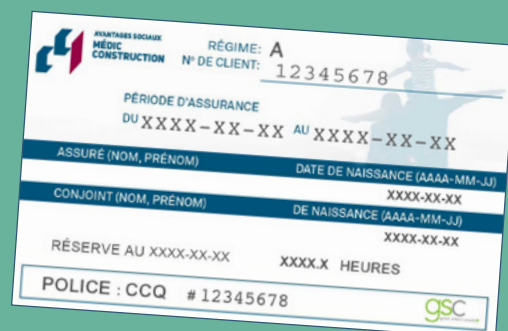 AVANTAGES SOCIAUX
MÉDIC
CONSTRUCTION
RÉGIME: A
N° DE CLIENT: 12345678
PÉRIODE D'ASSURANCE
DU XXXX-XX-XX AU XXXX-XX-XX
ASSURÉ (NOM, PRÉNOM) DATE DE NAISSANCE (AAAA-MM-JJ)
XXXX-XX-XX
CONJOINT (NOM, PRÉNOM) DE NAISSANCE (AAAA-MM-JJ)
XXXX-XX-XX
RÉSERVE AU XXXX-XX-XX XXXX.X HEURES
POLICE : CCQ #12345678
gsc